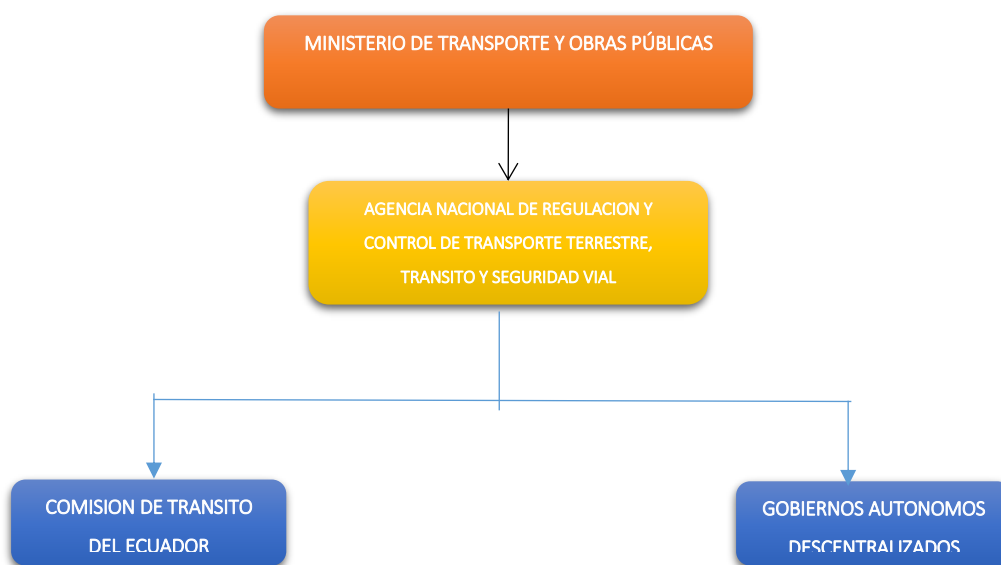 MINISTERIO DE TRANSPORTE Y OBRAS PÚBLICAS
AGENCIA NACIONAL DE REGULACION Y
CONTROL DE TRANSPORTE TERRESTRE,
TRANSITO Y SEGURIDAD VIAL
COMISION DE TRANSITO
DEL ECUADOR
GOBIERNOS AUTONOMOS
DESCENTRALIZADOS